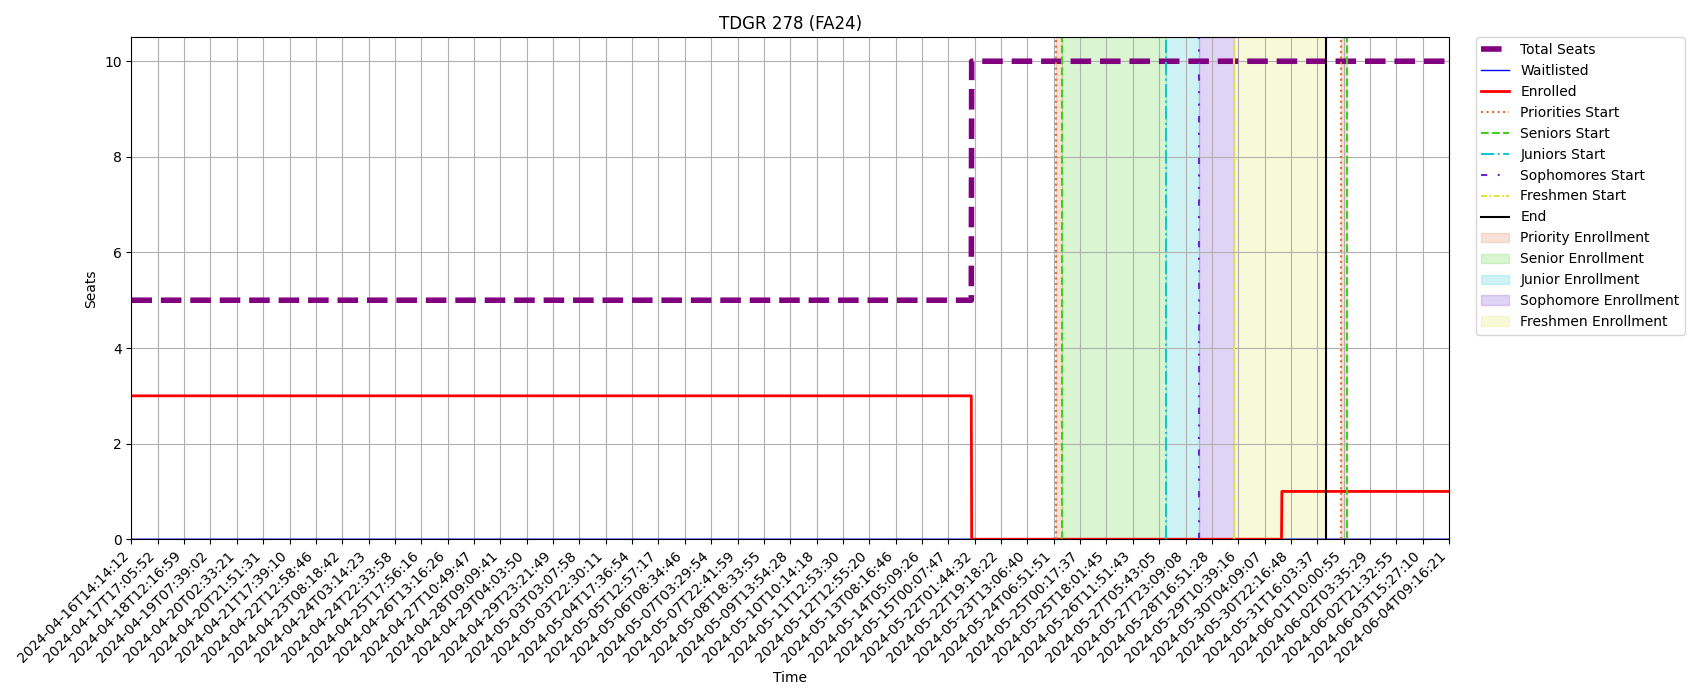 TDGR 278 (FA24)
10
8
6
4
2
0
Seats
Total Seats
Waitlisted
Enrolled
Priorities Start
Seniors Start
Juniors Start
Sophomores Start
Freshmen Start
End
Priority Enrollment
Senior Enrollment
Junior Enrollment
Sophomore Enrollment
Freshmen Enrollment
2024-04-16T14:14:12
2024-04-17T17:05:52
2024-04-18T12:16:59
2024-04-19T07:39:02
2024-04-20T02:33:21
2024-04-20T21:51:31
2024-04-21T17:39:10
2024-04-22T12:58:46
2024-04-23T08:18:42
2024-04-24T03:14:23
2024-04-24T22:33:58
2024-04-25T17:56:16
2024-04-26T13:16:26
2024-04-27T10:49:47
2024-04-28T09:09:41
2024-04-29T04:03:50
2024-04-29T23:21:49
2024-05-03T03:07:58
2024-05-03T22:30:11
2024-05-04T17:36:54
2024-05-05T12:57:17
2024-05-06T08:34:46
2024-05-07T03:29:54
2024-05-07T22:41:59
2024-05-08T18:33:55
2024-05-09T13:54:28
2024-05-10T10:14:18
2024-05-11T12:53:30
2024-05-12T12:55:20
2024-05-13T08:16:46
2024-05-14T05:09:26
2024-05-15T00:07:47
2024-05-22T01:44:32
2024-05-22T19:18:22
2024-05-23T13:06:40
2024-05-24T06:51:51
2024-05-25T00:17:37
2024-05-25T18:01:45
2024-05-26T11:51:43
2024-05-27T05:43:05
2024-05-27T23:09:08
2024-05-28T16:51:28
2024-05-29T10:39:16
2024-05-30T04:09:07
2024-05-30T22:16:48
2024-05-31T16:03:37
2024-06-01T10:00:55
2024-06-02T03:35:29
2024-06-02T21:32:55
2024-06-03T15:27:10
2024-06-04T09:16:21
Time